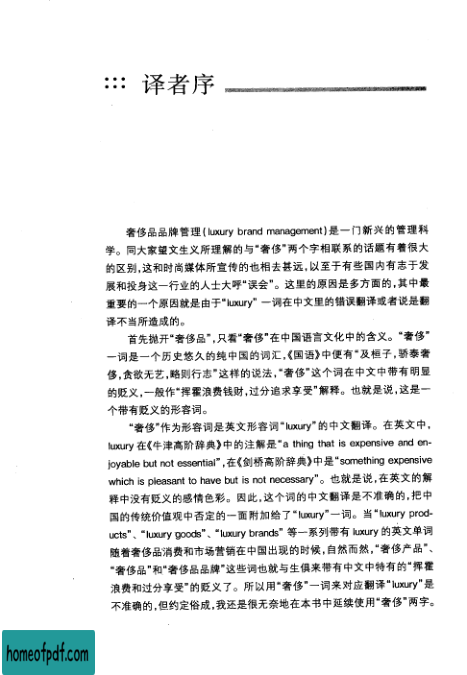 译者序
奢侈品品牌管理(luxury brand management)是一门新兴的管理科
学。同大家望文生义所理解的与“奢侈”两个字相联系的话题有着很大
的区别,这和时尚媒体所宣传的也相去甚远,以至于有些国内有志于发
展和投身这一行业的人士大呼“误会”。这里的原因是多方面的,其中最
重要的一个原因就是由于“luxury” 一词在中文里的错误翻译或者说是翻
译不当所造成的。
首先抛开“奢侈品”,只看“奢侈”在中国语言文化中的含义。“奢侈”
一词是一个历史悠久的纯中国的词汇,《国语》中便有“及桓子,骄泰奢
侈,贪欲无艺,略则行志”这样的说法,“奢侈”这个词在中文中带有明显
的贬义,一般作“挥霍浪费钱财,过分追求享受”解释。也就是说,这是一
个带有贬义的形容词。
“奢侈”作为形容词是英文形容词“luxury”的中文翻译。在英文中,
luxury在《牛津高阶辞典》中的注解是“a thing that is expensive and en-
joyable but not essential”,在《剑桥高阶辞典》中是“something expensive
which is pleasant to have but is not necessary”。也就是说,在英文的解
释中没有贬义的感情色彩。因此,这个词的中文翻译是不准确的,把中
国的传统价值观中否定的一面附加给了“luxury”一词。当“luxury prod-
ucts”、“luxury goods”、“luxury brands” 等一系列带有 luxury 的英文单词
随着奢侈品消费和市场营销在中国出现的时候,自然而然,“奢侈产品”、
“奢侈品”和“奢侈品品牌”这些词也就与生俱来带有中文中特有的“挥霍
浪费和过分享受”的贬义了。所以用“奢侈”一词来对应翻译“luxury”是
不准确的,但约定俗成,我还是很无奈地在本书中延续使用“奢侈”两字。
homeofpdf.com